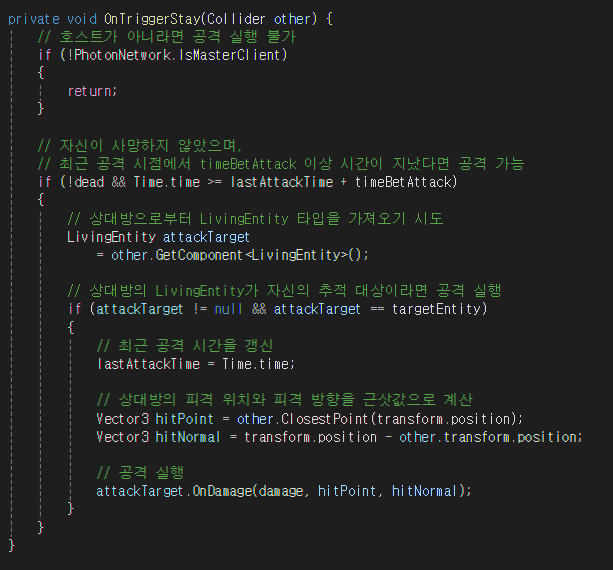 private void OnTriggerStay(Collider other) {
// 호스트가 아니라면 공격 실행 불가
if (!PhotonNetwork.IsMasterClient)
{
return;
}
// 자신이 사망하지 않았으며,
// 최근 공격 시점에서 timeBetAttack 이상 시간이 지났다면 공격 가능
if (!dead && Time.time >= lastAttackTime + timeBetAttack)
{
// 상대방으로부터 LivingEntity 타입을 가져오기 시도
LivingEntity attackTarget
= other.GetComponent<LivingEntity>();
// 상대방의 LivingEntity가 자신의 추적 대상이라면 공격 실행
if (attackTarget != null && attackTarget == targetEntity)
{
// 최근 공격 시간을 갱신
lastAttackTime = Time.time;
// 상대방의 피격 위치와 피격 방향을 근삿값으로 계산
Vector3 hitPoint = other.ClosestPoint(transform.position);
Vector3 hitNormal = transform.position - other.transform.position;
// 공격 실행
attackTarget.OnDamage(damage, hitPoint, hitNormal);
}
}
}